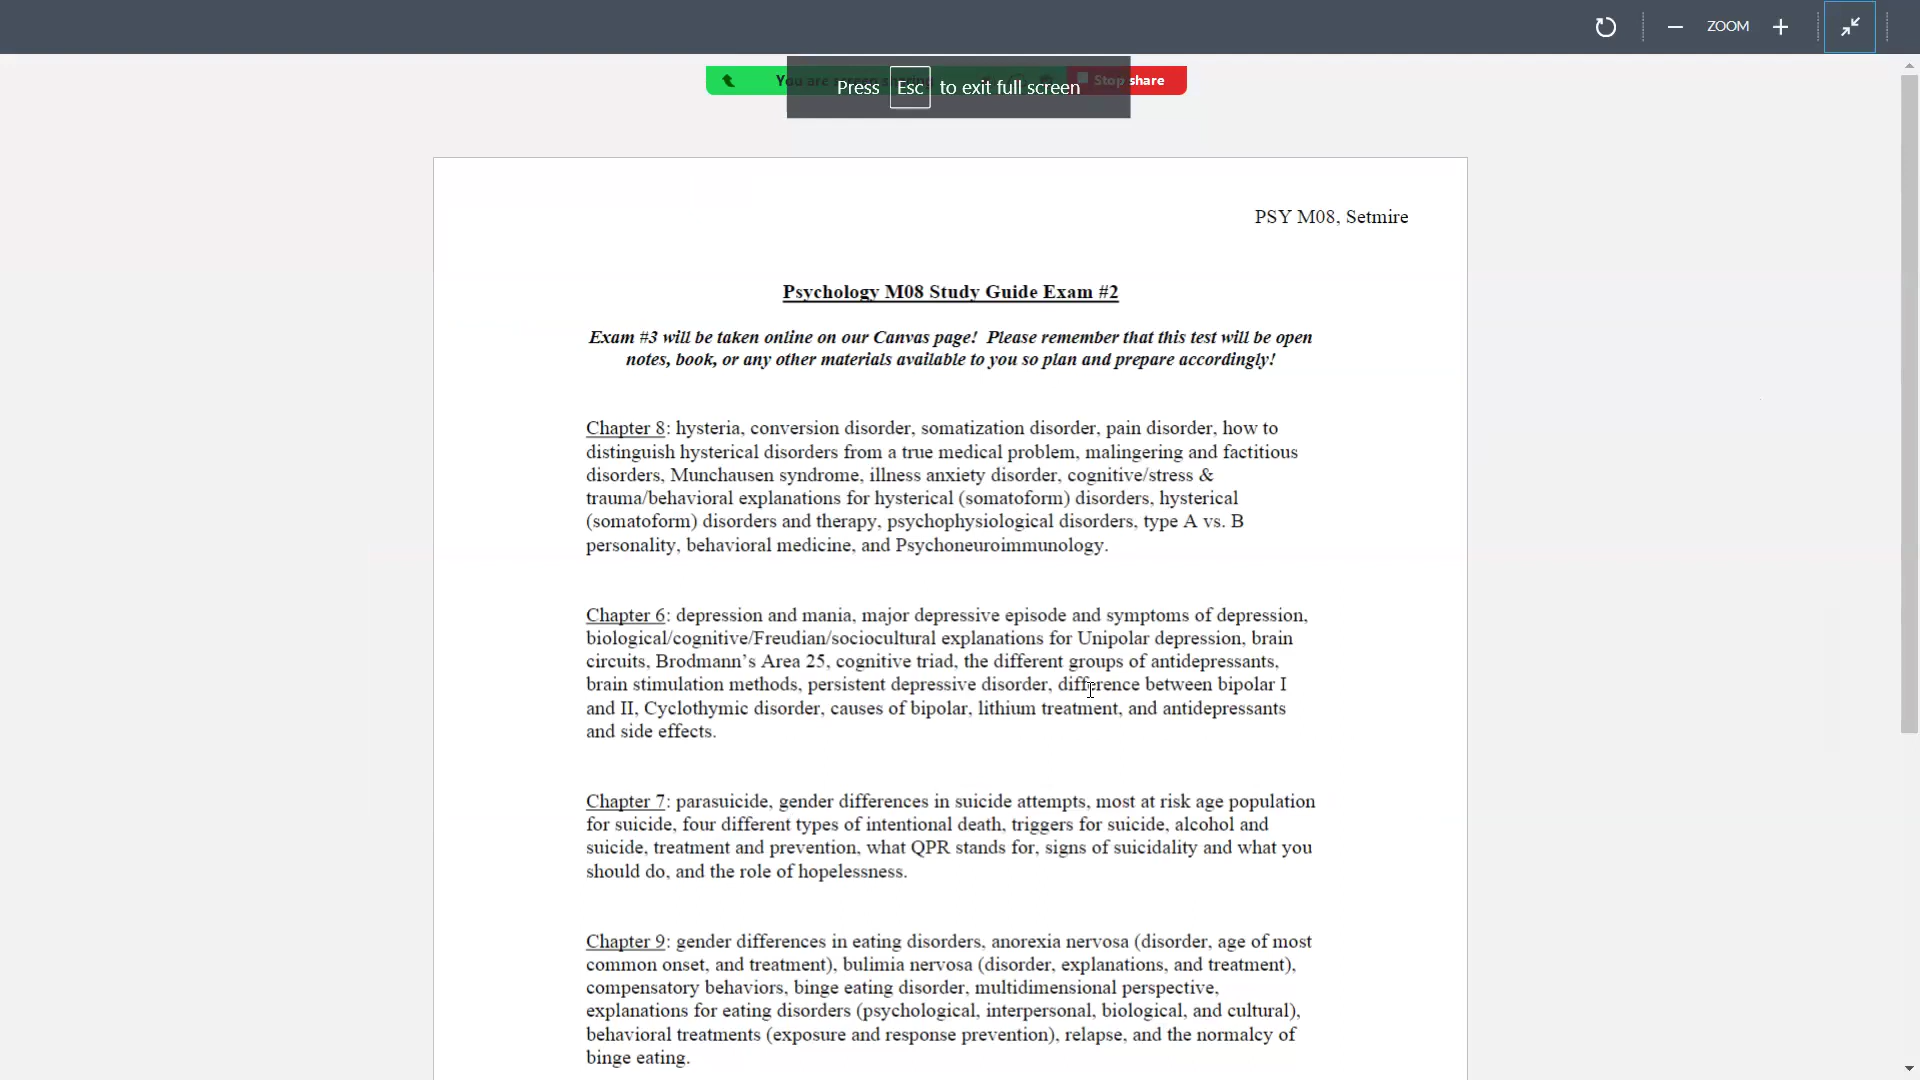 ZOOM
You are screen sharing Stop share
Press Esc to exit full screen
PSY M08, Setmire
Psychology M08 Study Guide Exam #2
Exam #3 will be taken online on our Canvas page! Please remember that this test will be open
notes, book, or any other materials available to you so plan and prepare accordingly!
Chapter 8: hysteria, conversion disorder, somatization disorder, pain disorder, how to
distinguish hysterical disorders from a true medical problem, malingering and factitious
disorders, Munchausen syndrome, illness anxiety disorder, cognitive/stress &
trauma/behavioral explanations for hysterical (somatoform) disorders, hysterical
(somatoform) disorders and therapy, psychophysiological disorders, type A vs. B
personality, behavioral medicine, and Psychoneuroimmunology.
Chapter 6: depression and mania, major depressive episode and symptoms of depression,
biological/cognitive/Freudian/sociocultural explanations for Unipolar depression, brain
circuits, Brodmann's Area 25, cognitive triad, the different groups of antidepressants,
brain stimulation methods, persistent depressive disorder, difference between bipolar I
and II, Cyclothymic disorder, causes of bipolar, lithium treatment, and antidepressants
and side effects.
Chapter 7: parasuicide, gender differences in suicide attempts, most at risk age population
for suicide, four different types of intentional death, triggers for suicide, alcohol and
suicide, treatment and prevention, what QPR stands for, signs of suicidality and what you
should do, and the role of hopelessness.
Chapter 9: gender differences in eating disorders, anorexia nervosa (disorder, age of most
common onset, and treatment), bulimia nervosa (disorder, explanations, and treatment),
compensatory behaviors, binge eating disorder, multidimensional perspective,
explanations for eating disorders (psychological, interpersonal, biological, and cultural),
behavioral treatments (exposure and response prevention), relapse, and the normalcy of
binge eating.